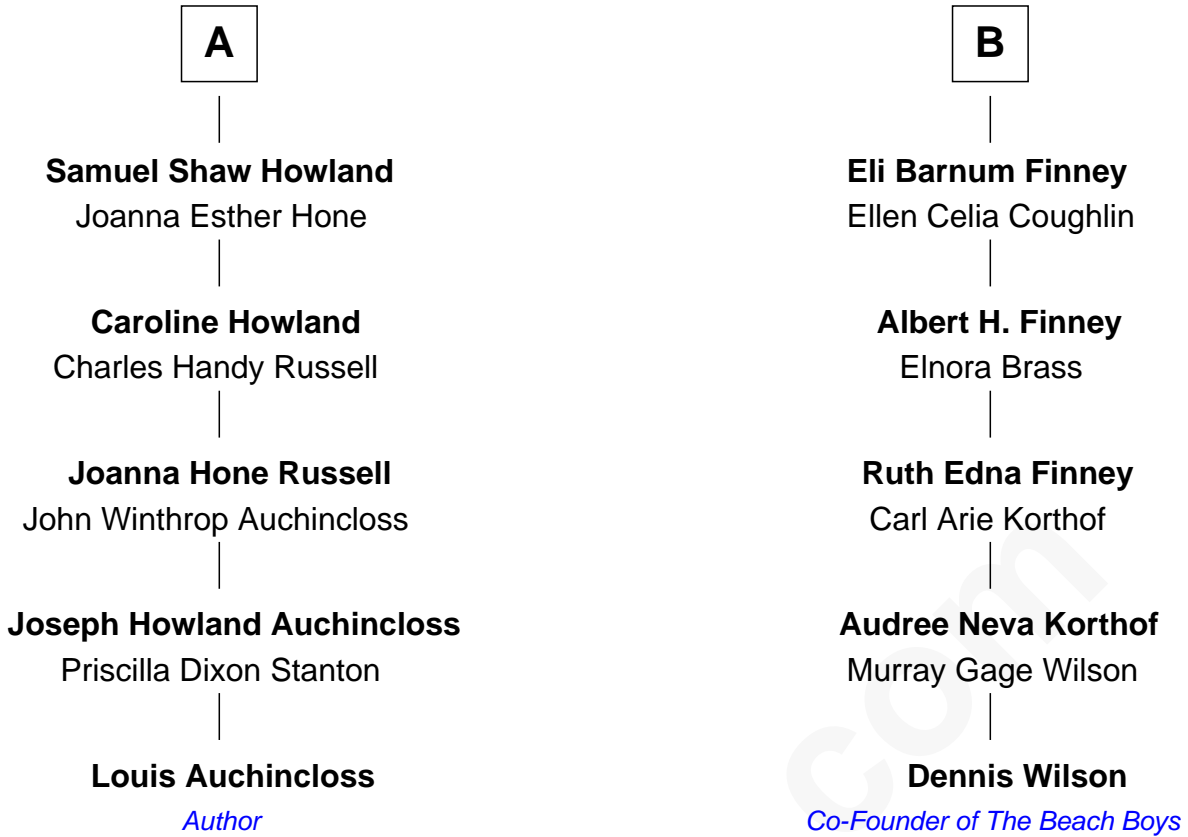 A
Samuel Shaw Howland
Joanna Esther Hone
Caroline Howland
Charles Handy Russell
Joanna Hone Russell
John Winthrop Auchincloss
Joseph Howland Auchincloss
Priscilla Dixon Stanton
Louis Auchincloss
Author
B
Eli Barnum Finney
Ellen Celia Coughlin
Albert H. Finney
Elnora Brass
Ruth Edna Finney
Carl Arie Korthof
Audree Neva Korthof
Murray Gage Wilson
Dennis Wilson
Co-Founder of The Beach Boys
com